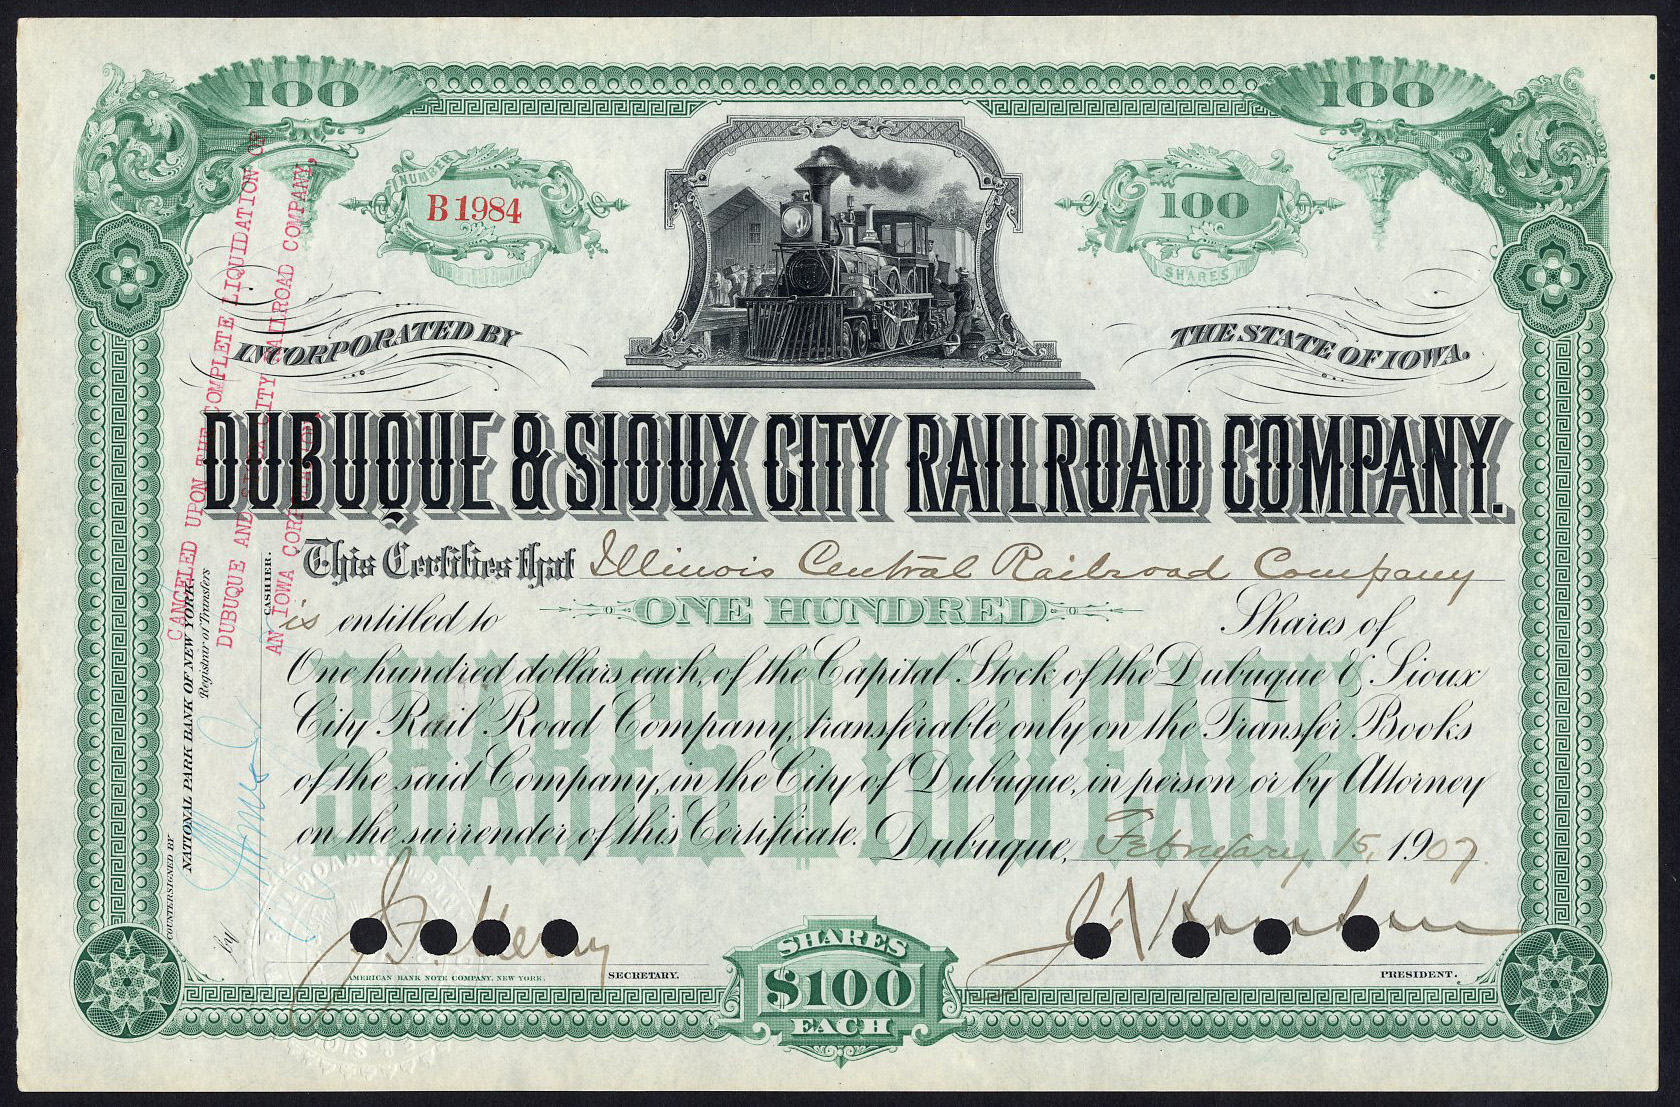 100
100
NUMBER
B1984
100
SHARES
INCORPORATED BY
THE STATE OF IOWA.
DUBUQUE & SIOUX CITY RAILROAD COMPANY.
This Certifies that Illinois Central Railroad Company
is entitled to ONE HUNDRED Shares of
One hundred dollars each, of the Capital Stock of the Dubuque & Sioux
City Rail Road Company, transferable only on the Transfer Books
of the said Company, in the City of Dubuque, in person or by Attorney
on the surrender of this Certificate. Dubuque, February 15, 1907.
SHARES $100 EACH
AMERICAN BANK NOTE COMPANY, NEW YORK.
SECRETARY.
PRESIDENT.
SHARES
$100
EACH
COUNTERSIGNED BY
NATIONAL PARK BANK OF NEW YORK,
Registrar of Transfers
by
CASHIER.
CANCELED UPON THE COMPLETE LIQUIDATION OF
DUBUQUE AND SIOUX CITY RAILROAD COMPANY,
AN IOWA CORPORATION,
RAILROAD COMPANY